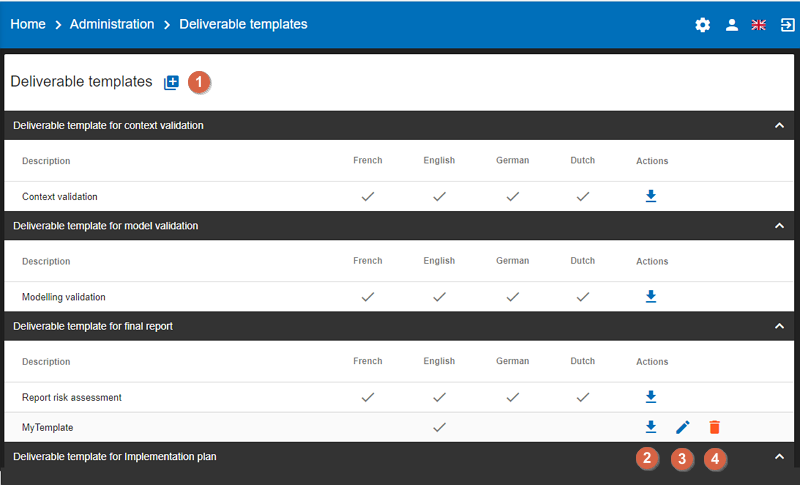 Home > Administration > Deliverable templates
Deliverable templates 1
Deliverable template for context validation
Description French English German Dutch Actions
Context validation
Deliverable template for model validation
Description French English German Dutch Actions
Modelling validation
Deliverable template for final report
Description French English German Dutch Actions
Report risk assessment
MyTemplate
Deliverable template for Implementation plan 2 3 4